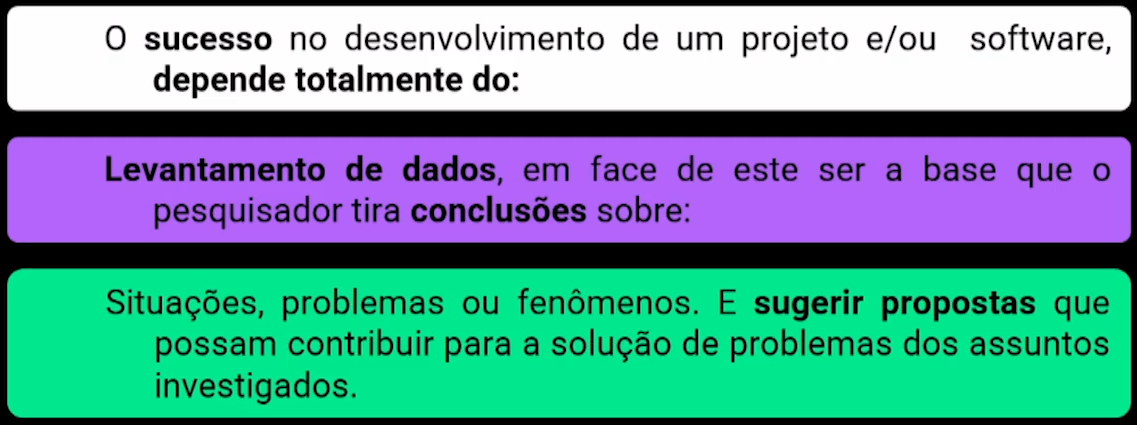 O sucesso no desenvolvimento de um projeto e/ou software,
depende totalmente do:
Levantamento de dados, em face de este ser a base que o
pesquisador tira conclusões sobre:
Situações, problemas ou fenômenos. E sugerir propostas que
possam contribuir para a solução de problemas dos assuntos
investigados.